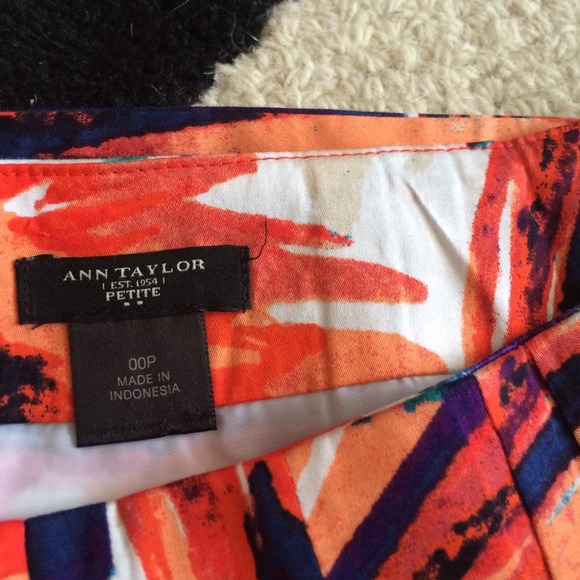 ANN TAYLOR
| EST. 1954 |
PETITE
00P
MADE IN
INDONESIA